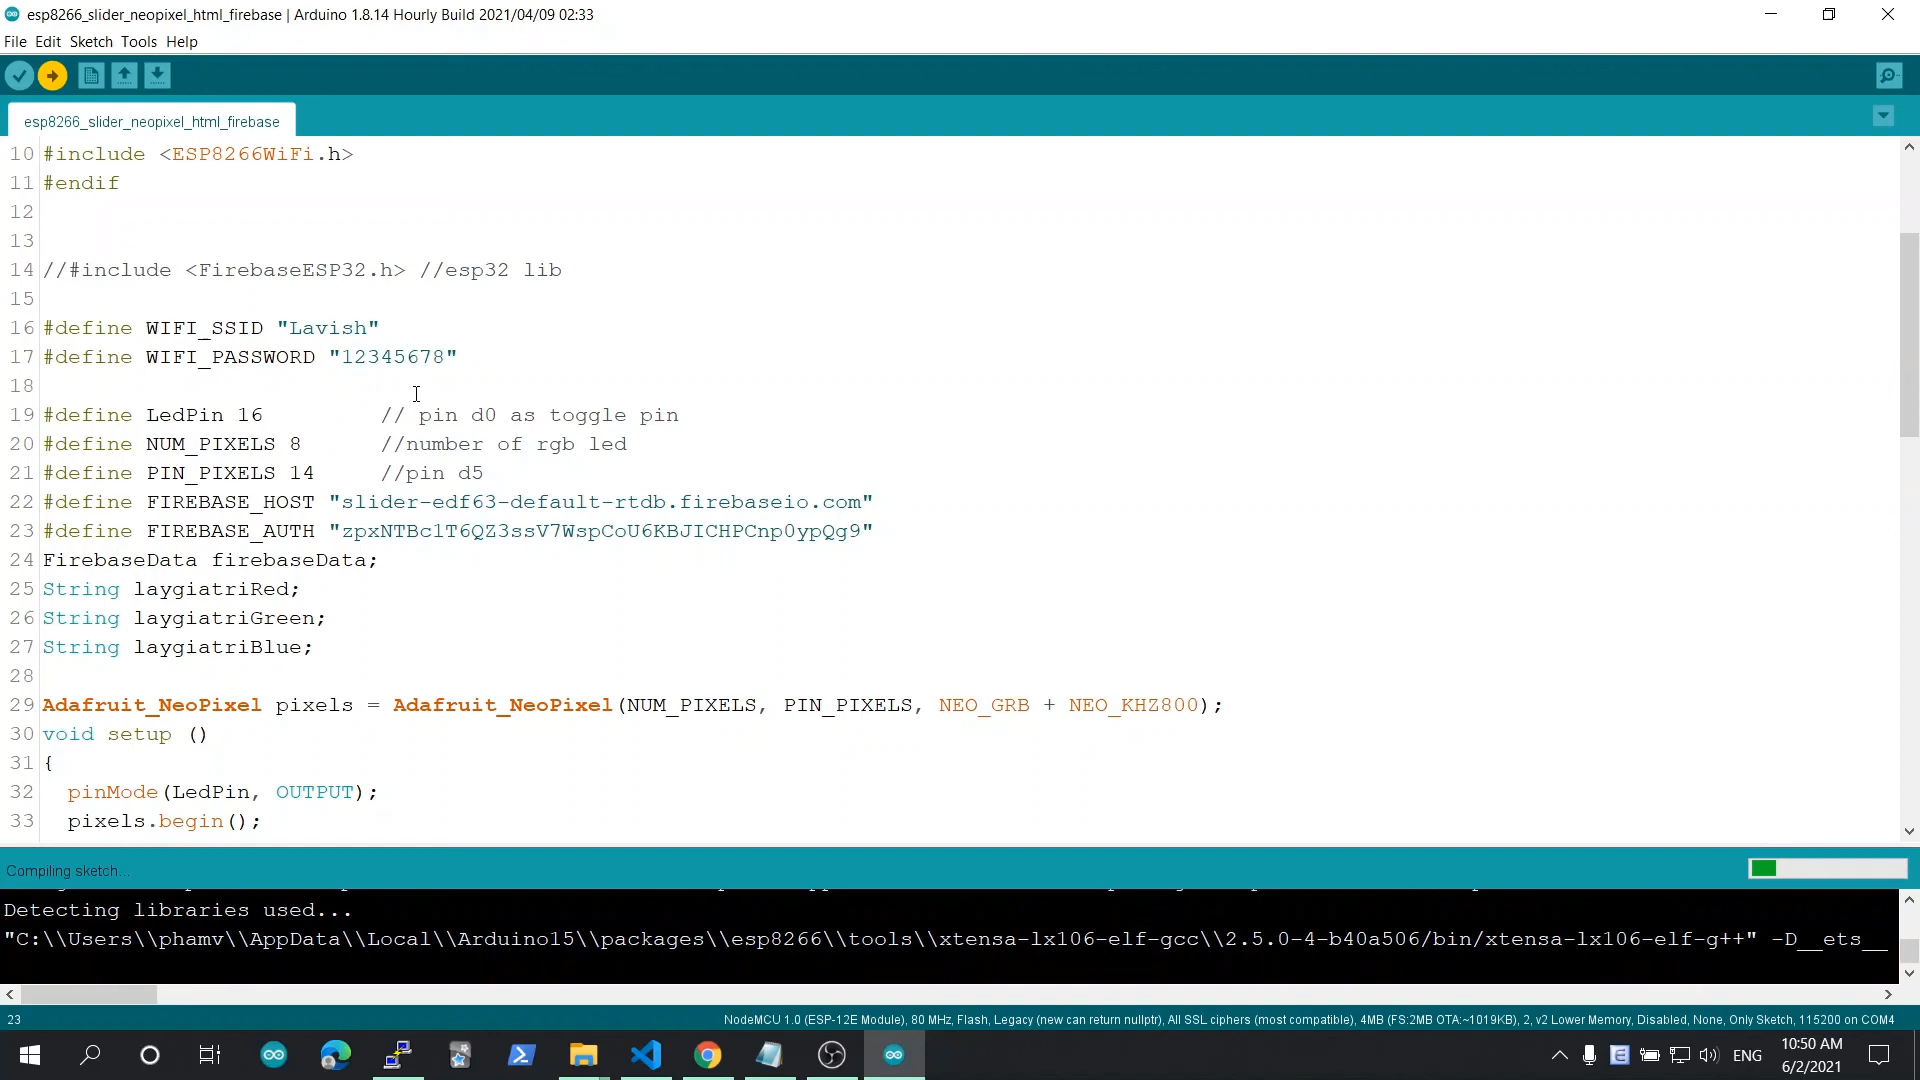 esp8266_slider_neopixel_html_firebase | Arduino 1.8.14 Hourly Build 2021/04/09 02:33
File Edit Sketch Tools Help
esp8266_slider_neopixel_html_firebase
10 #include <ESP8266WiFi.h>
11 #endif
12
13
14 //#include <FirebaseESP32.h> //esp32 lib
15
16 #define WIFI_SSID "Lavish"
17 #define WIFI_PASSWORD "12345678"
18
19 #define LedPin 16 // pin d0 as toggle pin
20 #define NUM_PIXELS 8 //number of rgb led
21 #define PIN_PIXELS 14 //pin d5
22 #define FIREBASE_HOST "slider-edf63-default-rtdb.firebaseio.com"
23 #define FIREBASE_AUTH "zpxNTBc1T6QZ3ssV7WspCoU6KBJICHPCnp0ypQg9"
24 FirebaseData firebaseData;
25 String laygiatriRed;
26 String laygiatriGreen;
27 String laygiatriBlue;
28
29 Adafruit_NeoPixel pixels = Adafruit_NeoPixel(NUM_PIXELS, PIN_PIXELS, NEO_GRB + NEO_KHZ800);
30 void setup ()
31 {
32 pinMode(LedPin, OUTPUT);
33 pixels.begin();
Compiling sketch...
Detecting libraries used...
"C:\\Users\\phamv\\AppData\\Local\\Arduino15\\packages\\esp8266\\tools\\xtensa-lx106-elf-gcc\\2.5.0-4-b40a506/bin/xtensa-lx106-elf-g++" -D__ets__
23 NodeMCU 1.0 (ESP-12E Module), 80 MHz, Flash, Legacy (new can return nullptr), All SSL ciphers (most compatible), 4MB (FS:2MB OTA:~1019KB), 2, v2 Lower Memory, Disabled, None, Only Sketch, 115200 on COM4
ENG
10:50 AM
6/2/2021